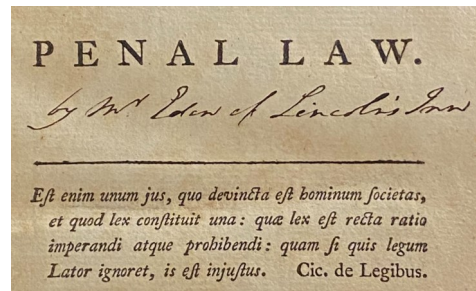 PENAL LAW.
by Mr Eden of Lincoln's Inn
Eſt enim unum jus, quo devincta eſt hominum ſocietas,
et quod lex conſtituit una: quæ lex eſt recta ratio
imperandi atque prohibendi: quam ſi quis legum
Lator ignoret, is eſt injuſtus. Cic. de Legibus.